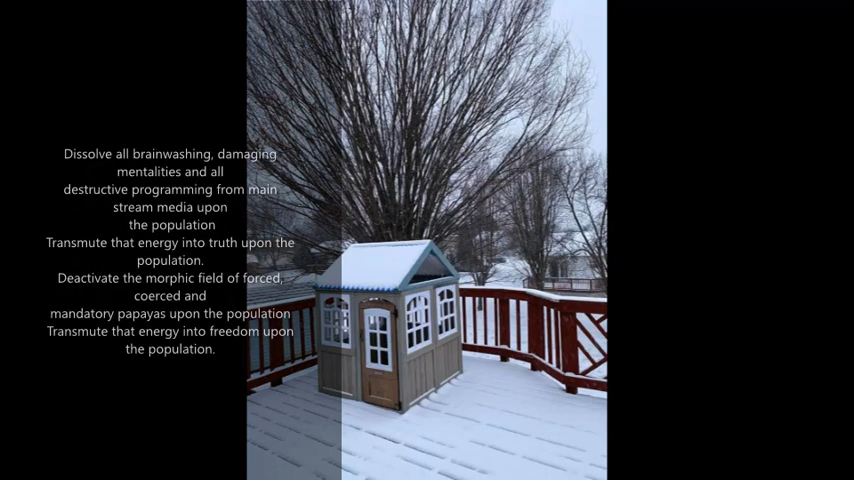 Dissolve all brainwashing, damaging
mentalities and all
destructive programming from main
stream media upon
the population
Transmute that energy into truth upon the
population.
Deactivate the morphic field of forced,
coerced and
mandatory papayas upon the population
Transmute that energy into freedom upon
the population.